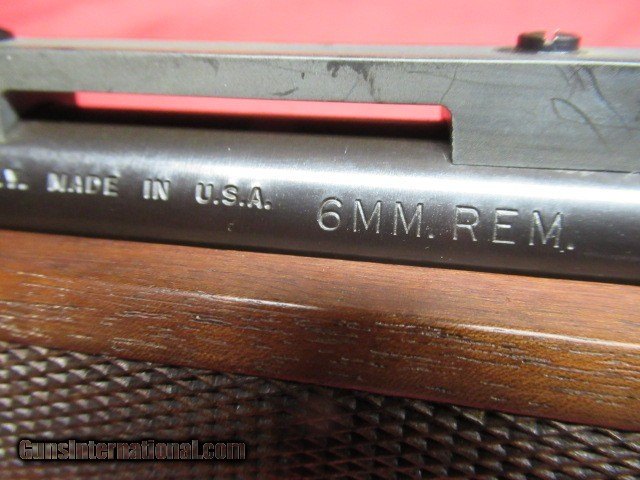 MADE IN U.S.A. 6MM. REM.
GunsInternational.com